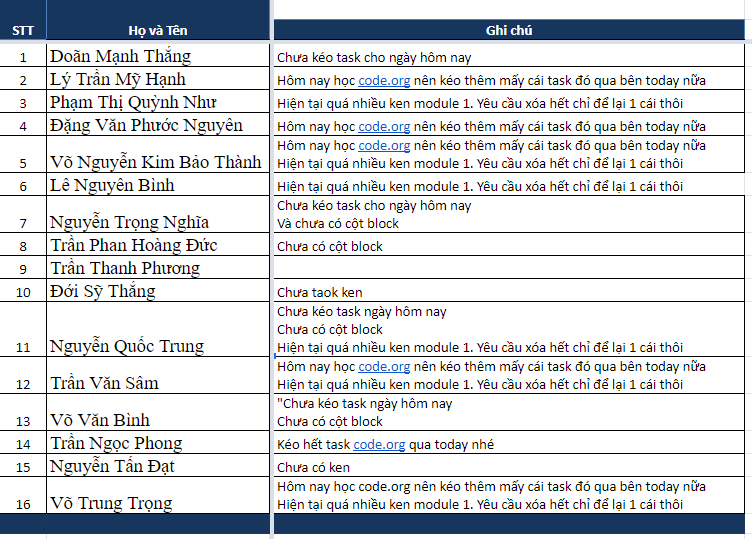 STT Họ và Tên Ghi chú
1 Doãn Mạnh Thắng Chưa kéo task cho ngày hôm nay
2 Lý Trần Mỹ Hạnh Hôm nay học code.org nên kéo thêm mấy cái task đó qua bên today nữa
3 Phạm Thị Quỳnh Như Hiện tại quá nhiều ken module 1. Yêu cầu xóa hết chỉ để lại 1 cái thôi
4 Đặng Văn Phước Nguyên Hôm nay học code.org nên kéo thêm mấy cái task đó qua bên today nữa
Hôm nay học code.org nên kéo thêm mấy cái task đó qua bên today nữa
5 Võ Nguyễn Kim Bảo Thành Hiện tại quá nhiều ken module 1. Yêu cầu xóa hết chỉ để lại 1 cái thôi
6 Lê Nguyên Bình Hiện tại quá nhiều ken module 1. Yêu cầu xóa hết chỉ để lại 1 cái thôi
Chưa kéo task cho ngày hôm nay
7 Nguyễn Trọng Nghĩa Và chưa có cột block
8 Trần Phan Hoàng Đức Chưa có cột block
9 Trần Thanh Phương
10 Đới Sỹ Thắng Chưa taok ken
Chưa kéo task ngày hôm nay
Chưa có cột block
11 Nguyễn Quốc Trung Hiện tại quá nhiều ken module 1. Yêu cầu xóa hết chỉ để lại 1 cái thôi
Hôm nay học code.org nên kéo thêm mấy cái task đó qua bên today nữa
12 Trần Văn Sâm Hiện tại quá nhiều ken module 1. Yêu cầu xóa hết chỉ để lại 1 cái thôi
"Chưa kéo task ngày hôm nay
13 Võ Văn Bình Chưa có cột block
14 Trần Ngọc Phong Kéo hết task code.org qua today nhé
15 Nguyễn Tấn Đạt Chưa có ken
Hôm nay học code.org nên kéo thêm mấy cái task đó qua bên today nữa
16 Võ Trung Trọng Hiện tại quá nhiều ken module 1. Yêu cầu xóa hết chỉ để lại 1 cái thôi